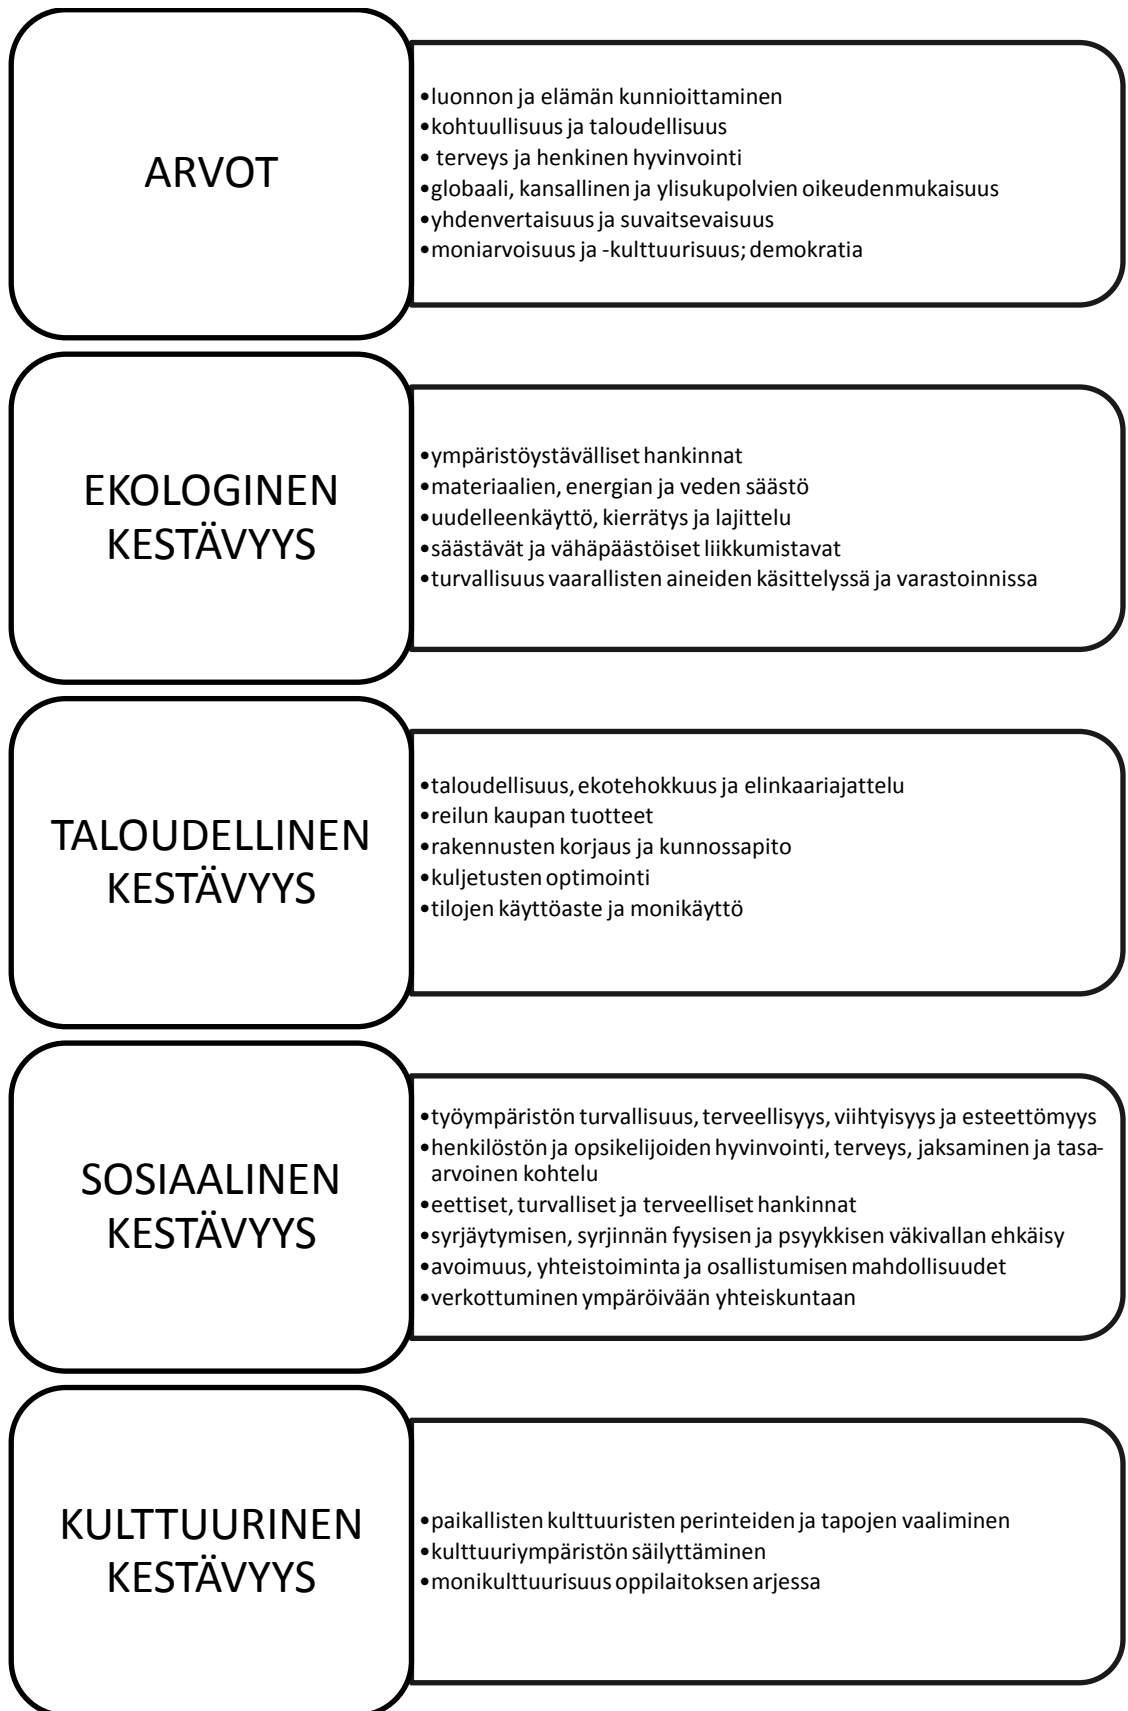 ARVOT
•luonnon ja elämän kunnioittaminen
•kohtuullisuus ja taloudellisuus
• terveys ja henkinen hyvinvointi
•globaali, kansallinen ja ylisukupolvien oikeudenmukaisuus
•yhdenvertaisuus ja suvaitsevaisuus
•moniarvoisuus ja -kulttuurisuus; demokratia
EKOLOGINEN
KESTÄVYYS
•ympäristöystävälliset hankinnat
•materiaalien, energian ja veden säästö
•uudelleenkäyttö, kierrätys ja lajittelu
•säästävät ja vähäpäästöiset liikkumistavat
•turvallisuus vaarallisten aineiden käsittelyssä ja varastoinnissa
TALOUDELLINEN
KESTÄVYYS
•taloudellisuus, ekotehokkuus ja elinkaariajattelu
•reilun kaupan tuotteet
•rakennusten korjaus ja kunnossapito
•kuljetusten optimointi
•tilojen käyttöaste ja monikäyttö
SOSIAALINEN
KESTÄVYYS
•työympäristön turvallisuus, terveellisyys, viihtyisyys ja esteettömyys
•henkilöstön ja opsikelijoiden hyvinvointi, terveys, jaksaminen ja tasa-
arvoinen kohtelu
•eettiset, turvalliset ja terveelliset hankinnat
•syrjäytymisen, syrjinnän fyysisen ja psyykkisen väkivallan ehkäisy
•avoimuus, yhteistoiminta ja osallistumisen mahdollisuudet
•verkottuminen ympäröivään yhteiskuntaan
KULTTUURINEN
KESTÄVYYS
•paikallisten kulttuuristen perinteiden ja tapojen vaaliminen
•kulttuuriympäristön säilyttäminen
•monikulttuurisuus oppilaitoksen arjessa